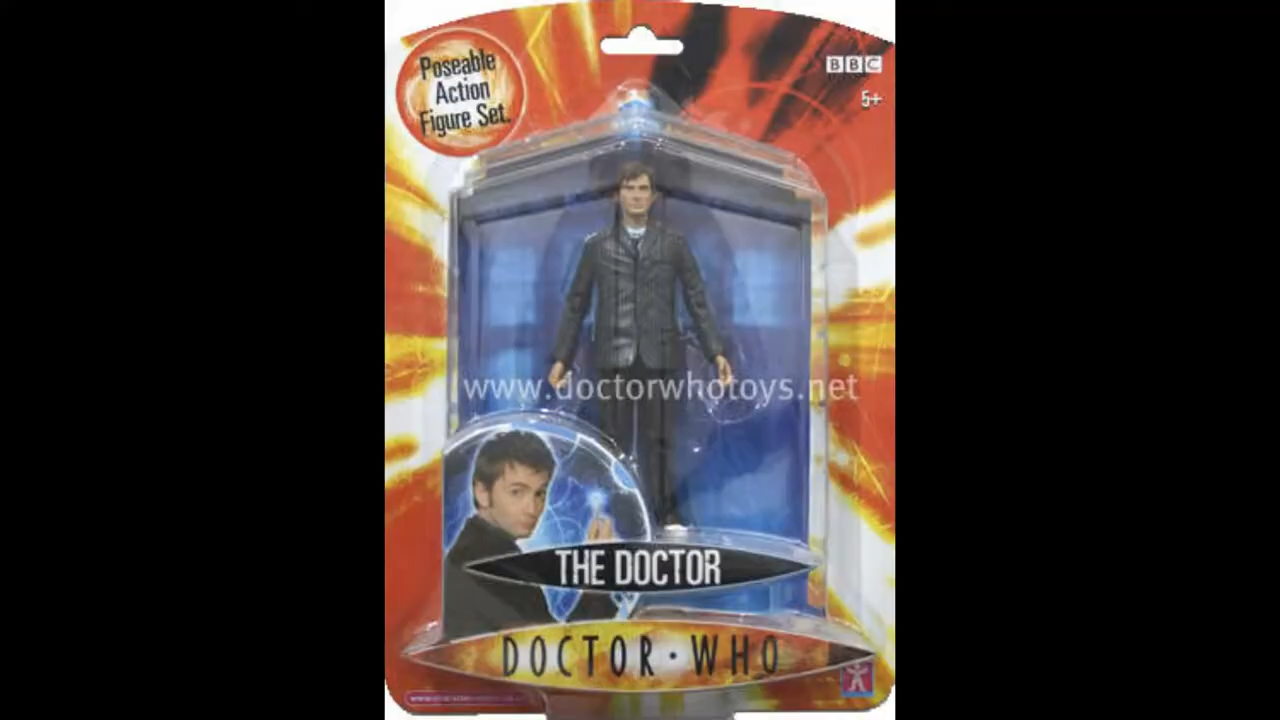 Poseable
Action
Figure Set.
BBC
5+
www.doctorwhotoys.net
THE DOCTOR
DOCTOR · WHO